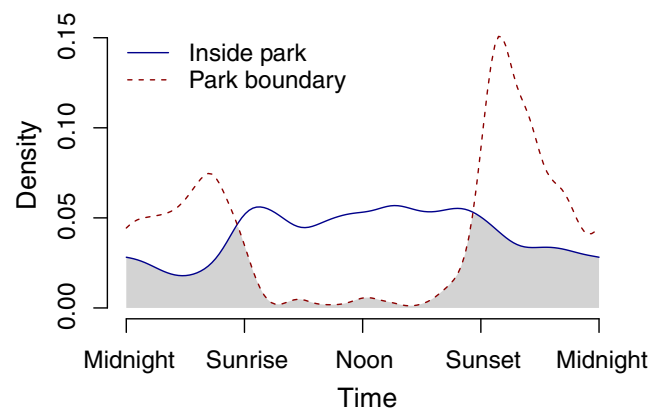 0.15
Inside park
Park boundary
0.10
Density
0.05
0.00
Midnight Sunrise Noon Sunset Midnight
Time